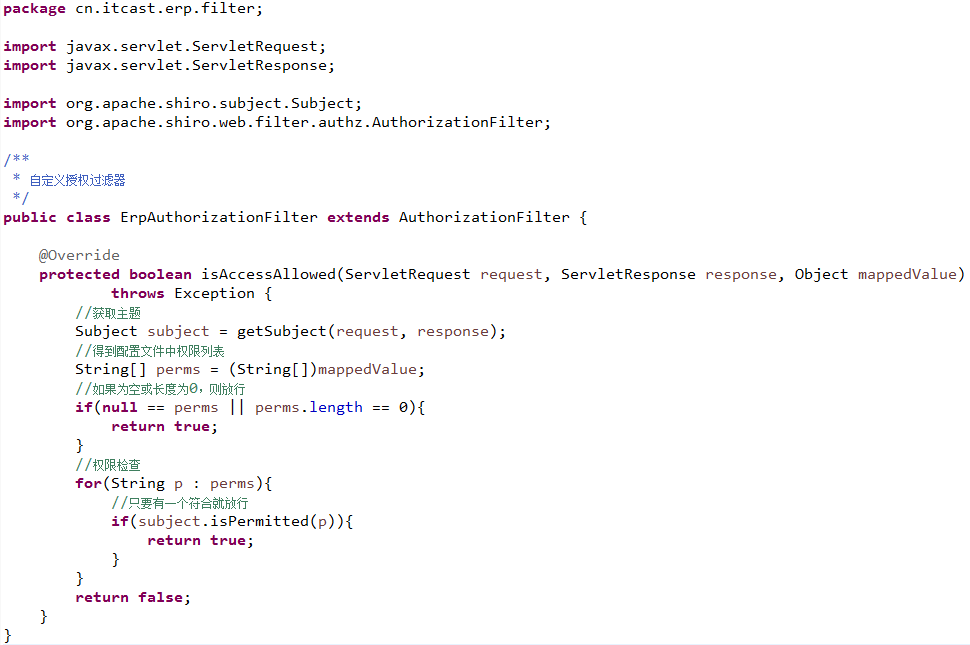 package cn.itcast.erp.filter;
import javax.servlet.ServletRequest;
import javax.servlet.ServletResponse;
import org.apache.shiro.subject.Subject;
import org.apache.shiro.web.filter.authz.AuthorizationFilter;
/**
 * 自定义授权过滤器
 */
public class ErpAuthorizationFilter extends AuthorizationFilter {
    @Override
    protected boolean isAccessAllowed(ServletRequest request, ServletResponse response, Object mappedValue)
            throws Exception {
        //获取主题
        Subject subject = getSubject(request, response);
        //得到配置文件中权限列表
        String[] perms = (String[])mappedValue;
        //如果为空或长度为0，则放行
        if(null == perms || perms.length == 0){
            return true;
        }
        //权限检查
        for(String p : perms){
            //只要有一个符合就放行
            if(subject.isPermitted(p)){
                return true;
            }
        }
        return false;
    }
}